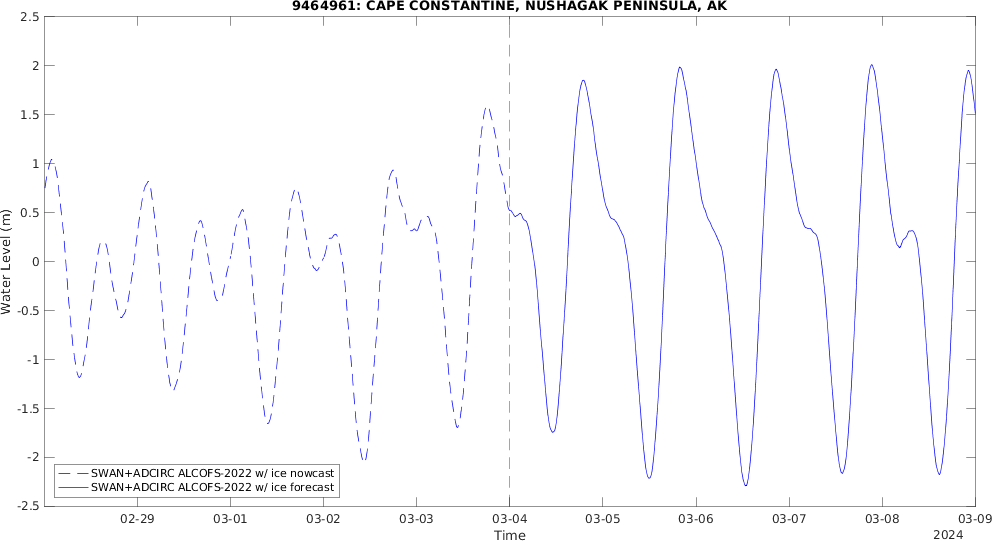 9464961: CAPE CONSTANTINE, NUSHAGAK PENINSULA, AK
2.5
2
1.5
1
0.5
0
-0.5
-1
-1.5
-2
-2.5
Water Level (m)
SWAN+ADCIRC ALCOFS-2022 w/ ice nowcast
SWAN+ADCIRC ALCOFS-2022 w/ ice forecast
02-29 03-01 03-02 03-03 03-04 03-05 03-06 03-07 03-08 03-09
Time
2024